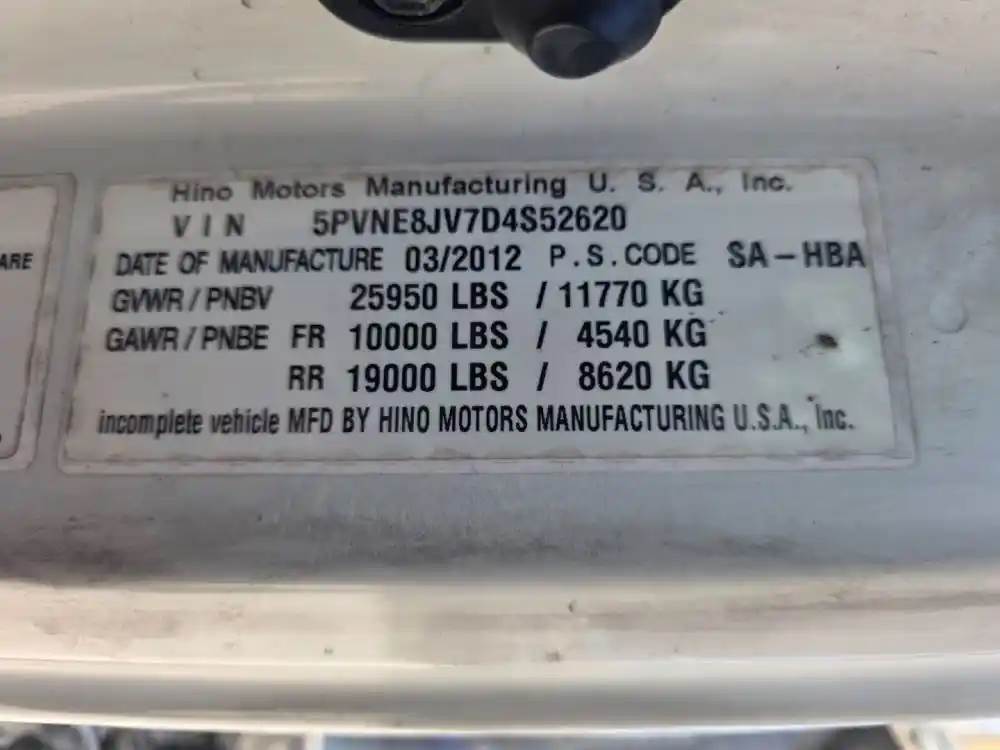 Hino Motors Manufacturing U. S. A., Inc.
VIN 5PVNE8JV7D4S52620
DATE OF MANUFACTURE 03/2012 P.S.CODE SA-HBA
GVWR/PNBV 25950 LBS / 11770 KG
GAWR/PNBE FR 10000 LBS / 4540 KG
RR 19000 LBS / 8620 KG
incomplete vehicle MFD BY HINO MOTORS MANUFACTURING U.S.A., Inc.
ARE